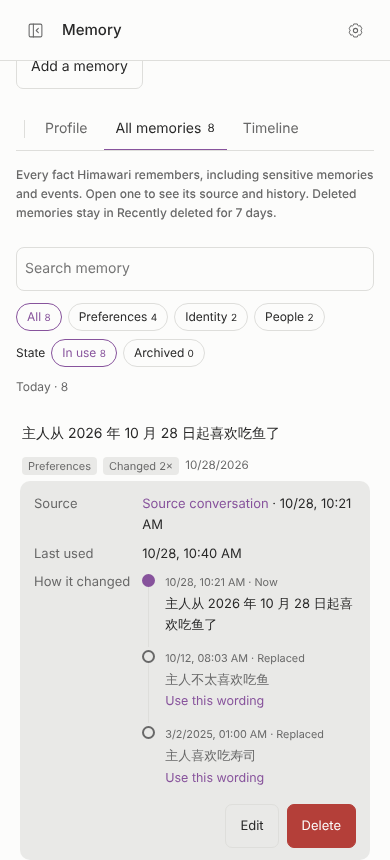 Memory
Add a memory
Profile
All memories 8
Timeline
Every fact Himawari remembers, including sensitive memories
and events. Open one to see its source and history. Deleted
memories stay in Recently deleted for 7 days.
Search memory
All 8
Preferences 4
Identity 2
People 2
State
In use 8
Archived 0
Today · 8
主人从 2026 年 10 月 28 日起喜欢吃鱼了
Preferences
Changed 2×
10/28/2026
Source
Source conversation · 10/28, 10:21
AM
Last used
10/28, 10:40 AM
How it changed
10/28, 10:21 AM · Now
主人从 2026 年 10 月 28 日起喜
欢吃鱼了
10/12, 08:03 AM · Replaced
主人不太喜欢吃鱼
Use this wording
3/2/2025, 01:00 AM · Replaced
主人喜欢吃寿司
Use this wording
Edit
Delete